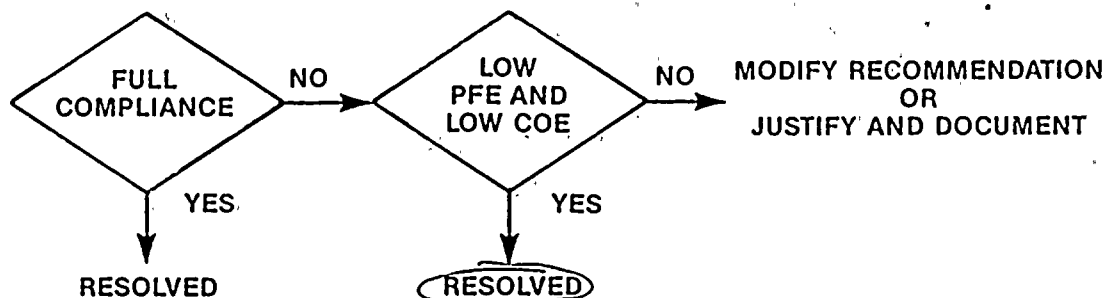 FULL
COMPLIANCE
NO
LOW
PFE AND
LOW COE
NO
MODIFY RECOMMENDATION
OR
JUSTIFY AND DOCUMENT
YES
YES
RESOLVED
RESOLVED